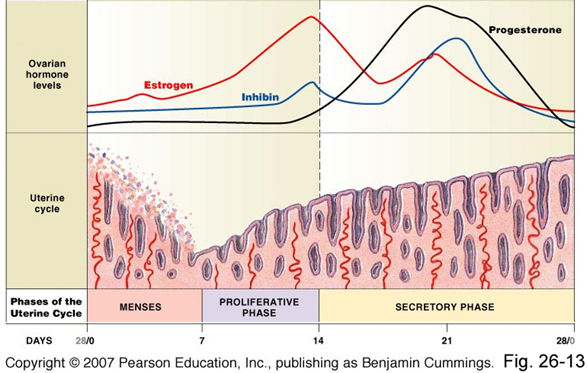 Ovarian
hormone
levels
Estrogen
Inhibin
Progesterone
Uterine
cycle
Phases of the
Uterine Cycle
MENSES
PROLIFERATIVE
PHASE
SECRETORY PHASE
DAYS
28/0
7
14
21
28/0
Copyright © 2007 Pearson Education, Inc., publishing as Benjamin Cummings. Fig. 26-13